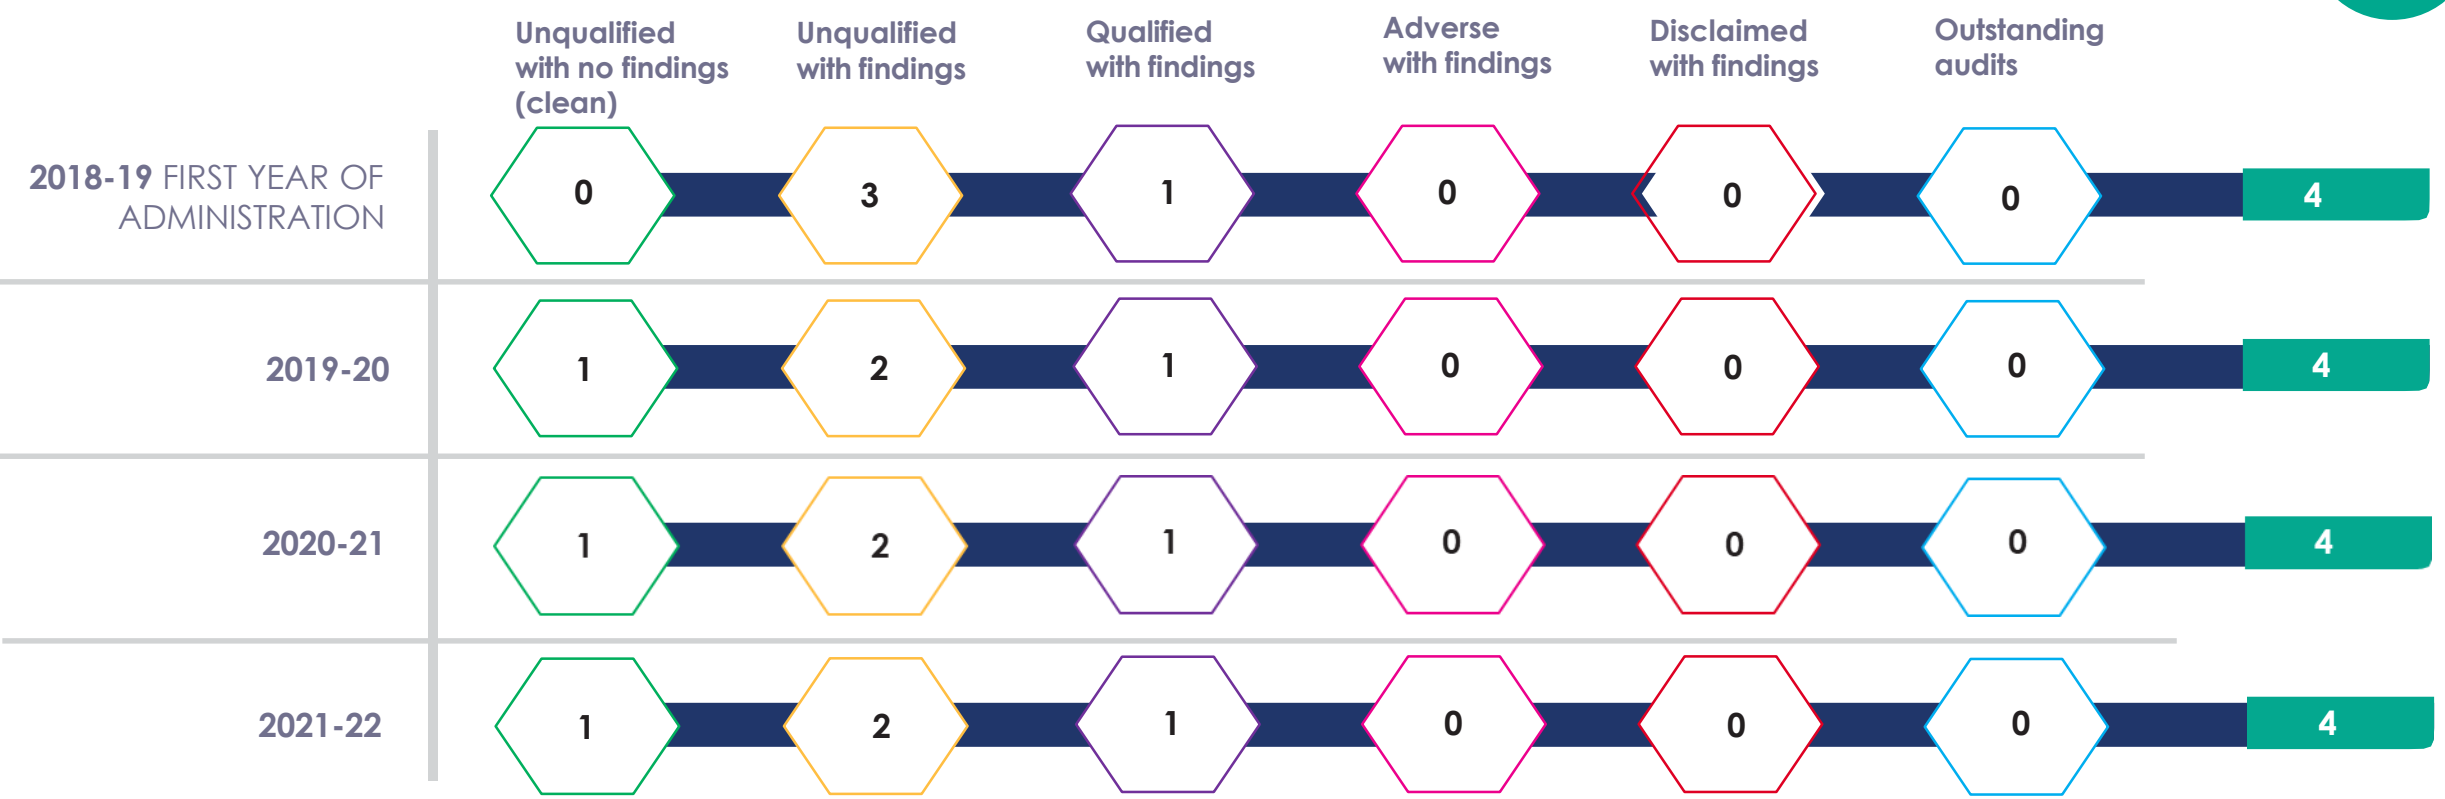 Unqualified
with no findings
(clean)
Unqualified
with findings
Qualified
with findings
Adverse
with findings
Disclaimed
with findings
Outstanding
audits
2018-19 FIRST YEAR OF
ADMINISTRATION
0 3 1 0 0 0 4
2019-20 1 2 1 0 0 0 4
2020-21 1 2 1 0 0 0 4
2021-22 1 2 1 0 0 0 4